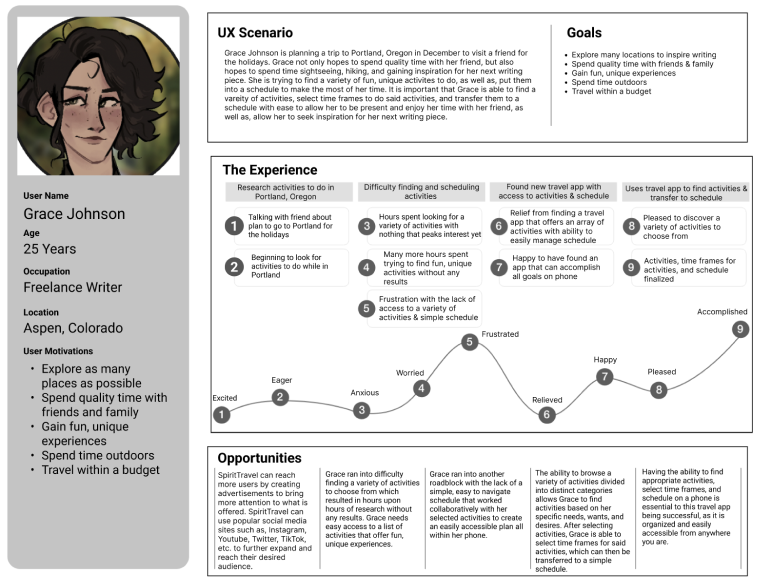 User Name
Grace Johnson
Age
25 Years
Occupation
Freelance Writer
Location
Aspen, Colorado
User Motivations
• Explore as many
places as possible
• Spend quality time with
friends and family
• Gain fun, unique
experiences
• Spend time outdoors
• Travel within a budget
UX Scenario
Grace Johnson is planning a trip to Portland, Oregon in December to visit a friend for
the holidays. Grace not only hopes to spend quality time with her friend, but also
hopes to spend time sightseeing, hiking, and gaining inspiration for her next writing
piece. She is trying to find a variety of fun, unique activites to do, as well as, put them
into a schedule to make the most of her time. It is important that Grace is able to find a
vareity of activities, select time frames to do said activities, and transfer them to a
schedule with ease to allow her to be present and enjoy her time with her friend, as
well as, allow her to seek inspiration for her next writing piece.
Goals
• Explore many locations to inspire writing
• Spend quality time with friends & family
• Gain fun, unique experiences
• Spend time outdoors
• Travel within a budget
The Experience
Research activities to do in
Portland, Oregon
1
Talking with friend about
plan to go to Portland for
the holidays
2
Beginning to look for
activities to do while in
Portland
Difficulty finding and scheduling
activities
3
Hours spent looking for a
variety of activities with
nothing that peaks interest yet
4
Many more hours spent
trying to find fun, unique
activities without any
results
5
Frustration with the lack of
access to a variety of
activities & simple schedule
Found new travel app with
access to activities & schedule
6
Relief from finding a travel
app that offers an array of
activities with ability to
easily manage schedule
7
Happy to have found an
app that can accomplish
all goals on phone
Uses travel app to find activities &
transfer to schedule
8
Pleased to discover a
variety of activities to
choose from
9
Activities, time frames for
activities, and schedule
finalized
Excited
1
Eager
2
Anxious
3
Worried
4
Frustrated
5
Relieved
6
Happy
7
Pleased
8
Accomplished
9
Opportunities
SpiritTravel can reach
more users by creating
advertisements to bring
more attention to what is
offered. SpiritTravel can
use popular social media
sites such as, Instagram,
Youtube, Twitter, TikTok,
etc. to further expand and
reach their desired
audience.
Grace ran into difficulty
finding a variety of activities
to choose from which
resulted in hours upon
hours of research without
any results. Grace needs
easy access to a list of
activities that offer fun,
unique experiences.
Grace ran into another
roadblock with the lack of a
simple, easy to navigate
schedule that worked
collaboratively with her
selected activities to create
an easily accessible plan all
within her phone.
The ability to browse a
variety of activities divided
into distinct categories
allows Grace to find
activities based on her
specific needs, wants, and
desires. After selecting
activities, Grace is able to
select time frames for said
activities, which can then be
transferred to a simple
schedule.
Having the ability to find
appropriate activities,
select time frames, and
schedule on a phone is
essential to this travel app
being successful, as it is
organized and easily
accessible from anywhere
you are.